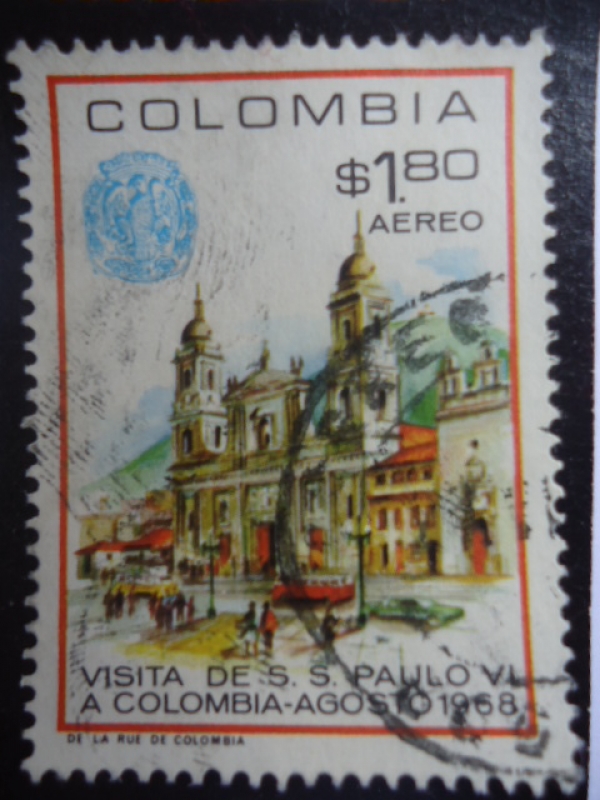 COLOMBIA
$1.80
AEREO
VISITA DE S. S. PAULO VI
A COLOMBIA-AGOSTO 1968
DE LA RUE DE COLOMBIA